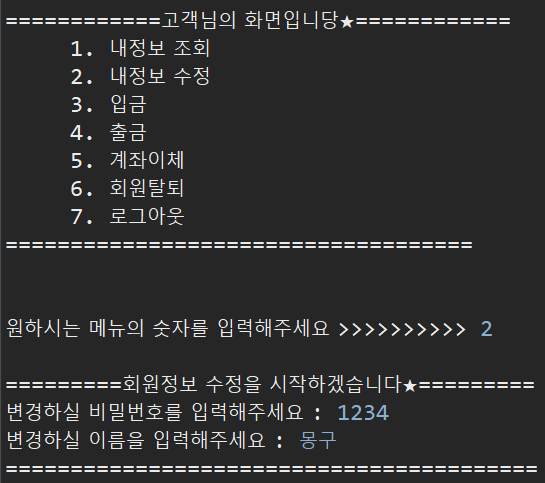 ============고객님의 화면입니당★============
1. 내정보 조회
2. 내정보 수정
3. 입금
4. 출금
5. 계좌이체
6. 회원탈퇴
7. 로그아웃
====================================
원하시는 메뉴의 숫자를 입력해주세요 >>>>>>>>>> 2
=========회원정보 수정을 시작하겠습니다★=========
변경하실 비밀번호를 입력해주세요 : 1234
변경하실 이름을 입력해주세요 : 몽구
=========================================